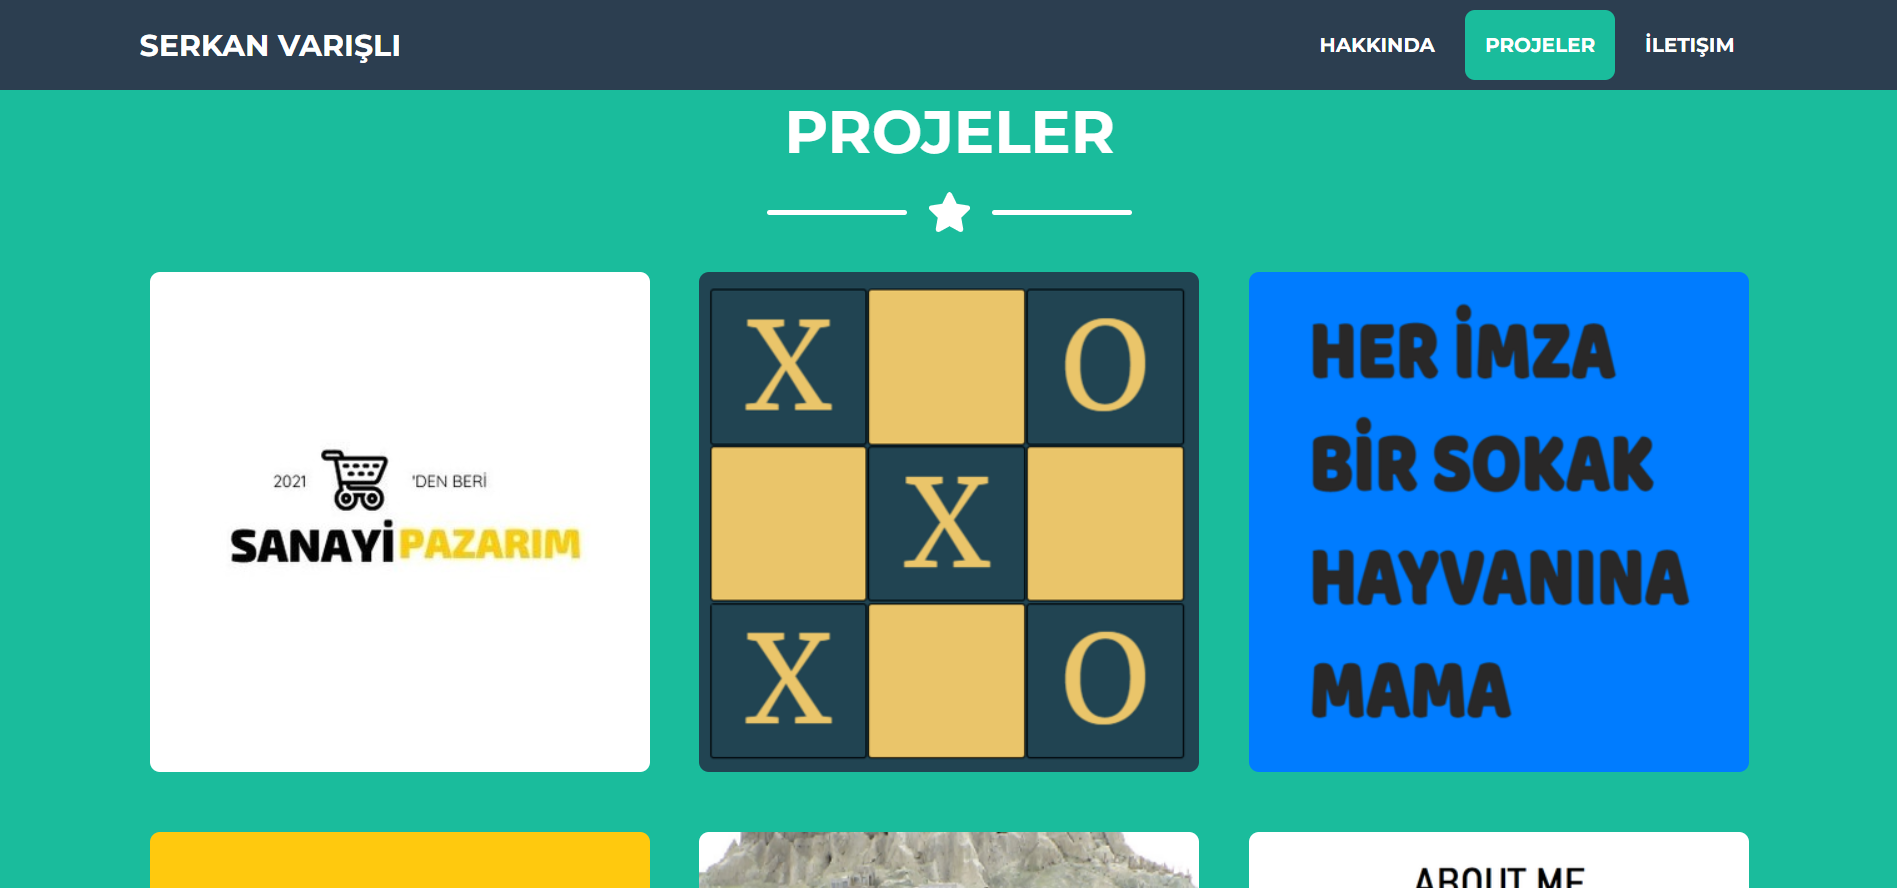 SERKAN VARIŞLI
HAKKINDA PROJELER İLETIŞIM
PROJELER
2021 'DEN BERİ
SANAYİPAZARIM
X O
X
X O
HER İMZA
BİR SOKAK
HAYVANINA
MAMA
ABOUT ME